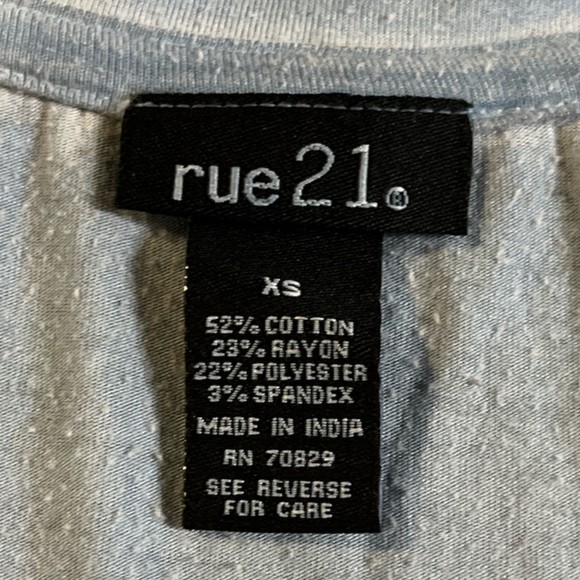 rue21®
XS
52% COTTON
23% RAYON
22% POLYESTER
3% SPANDEX
MADE IN INDIA
RN 70829
SEE REVERSE
FOR CARE